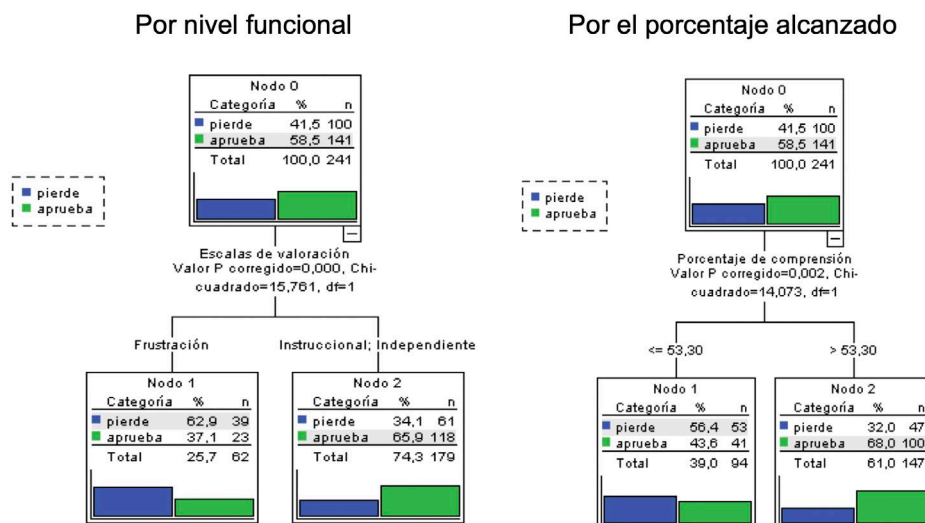 Por nivel funcional
Nodo 0
Categoría % n
pierde 41,5 100
aprueba 58,5 141
Total 100,0 241
pierde
aprueba
Escalas de valoración
Valor P corregido=0,000, Chi-
cuadrado=15,761, df=1
Frustración
Instruccional; Independiente
Nodo 1
Categoría % n
pierde 62,9 39
aprueba 37,1 23
Total 25,7 62
Nodo 2
Categoría % n
pierde 34,1 61
aprueba 65,9 118
Total 74,3 179
Por el porcentaje alcanzado
Nodo 0
Categoría % n
pierde 41,5 100
aprueba 58,5 141
Total 100,0 241
pierde
aprueba
Porcentaje de comprensión
Valor P corregido=0,002, Chi-
cuadrado=14,073, df=1
<= 53,30
> 53,30
Nodo 1
Categoría % n
pierde 56,4 53
aprueba 43,6 41
Total 39,0 94
Nodo 2
Categoría % n
pierde 32,0 47
aprueba 68,0 100
Total 61,0 147